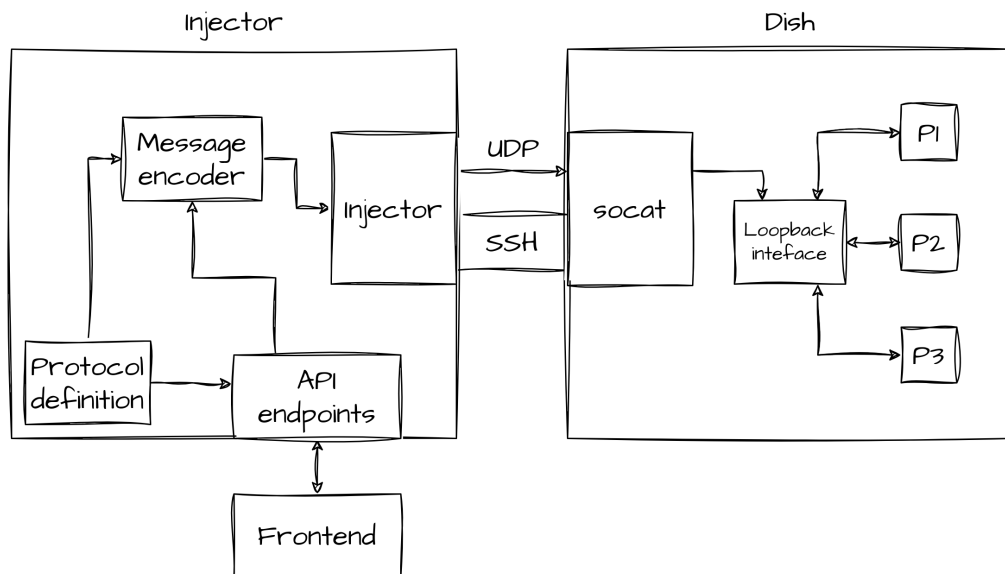 Injector
Dish
Message
encoder
Injector
UDP
SSH
socat
Loopback
inteface
P1
P2
P3
Protocol
definition
API
endpoints
Frontend